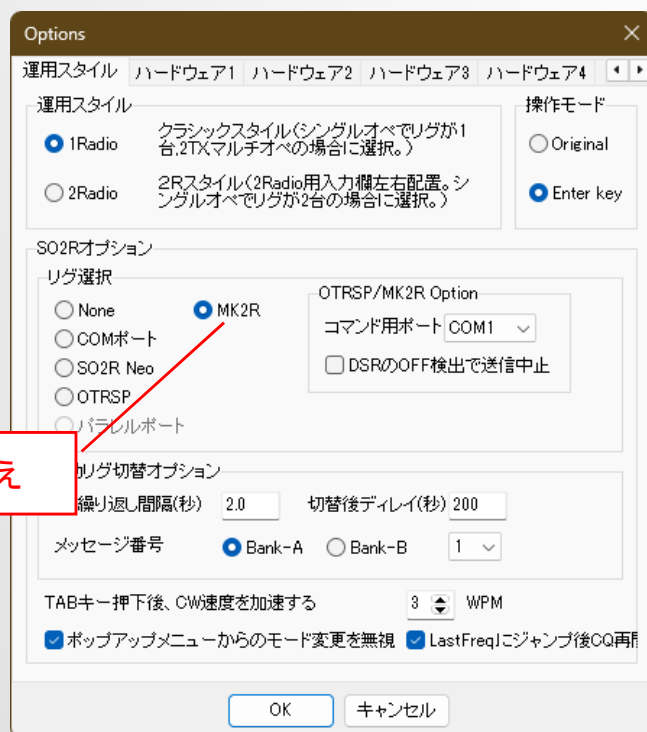 Options
運用スタイル ハードウェア1 ハードウェア2 ハードウェア3 ハードウェア4
運用スタイル
1Radio
クラシックスタイル(シングルオペでリグが1
台,2TX,マルチオペの場合に選択。)
2Radio
2Rスタイル(2Radio用入力欄左右配置。シ
ングルオペでリグが2台の場合に選択。)
操作モード
Original
Enter key
SO2Rオプション
リグ選択
None
MK2R
COMポート
SO2R Neo
OTRSP
パラレルポート
OTRSP/MK2R Option
コマンド用ポート COM1
DSRのOFF検出で送信中止
え
リグ切替オプション
繰り返し間隔(秒) 2.0 切替後ディレイ(秒) 200
メッセージ番号 Bank-A Bank-B 1
TABキー押下後、CW速度を加速する 3 WPM
ポップアップメニューからのモード変更を無視 LastFreqにジャンプ後CQ再
OK キャンセル